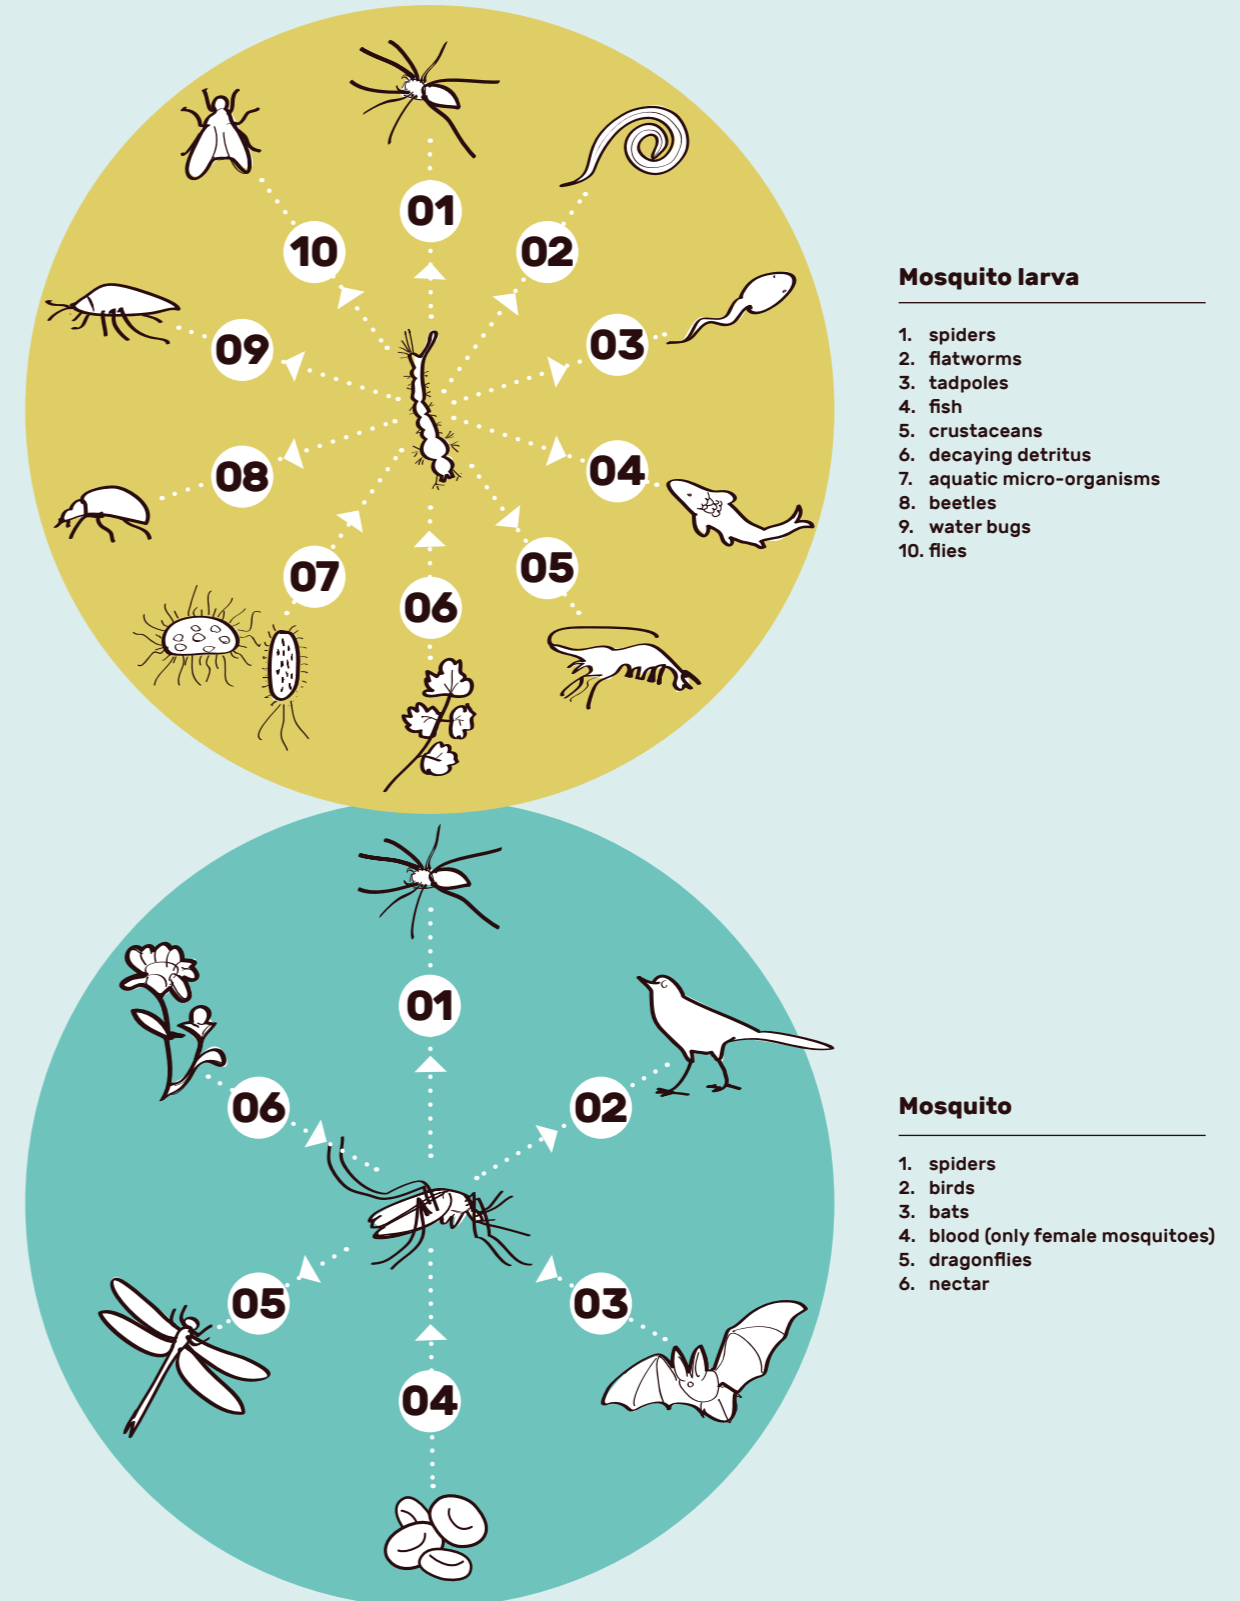 01
10
02
09
03
08
04
07
05
06
Mosquito larva
1. spiders
2. flatworms
3. tadpoles
4. fish
5. crustaceans
6. decaying detritus
7. aquatic micro-organisms
8. beetles
9. water bugs
10. flies
01
06
02
05
03
04
Mosquito
1. spiders
2. birds
3. bats
4. blood (only female mosquitoes)
5. dragonflies
6. nectar